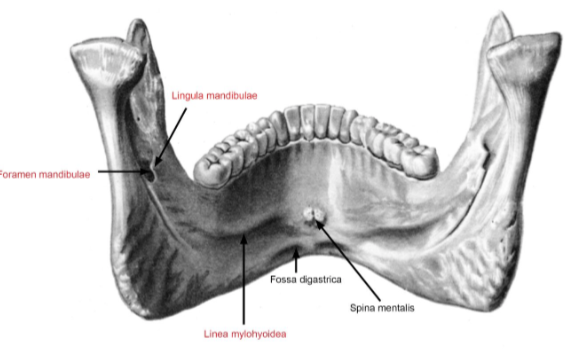 Lingula mandibulae
Foramen mandibulae
Fossa digastrica
Spina mentalis
Linea mylohyoidea